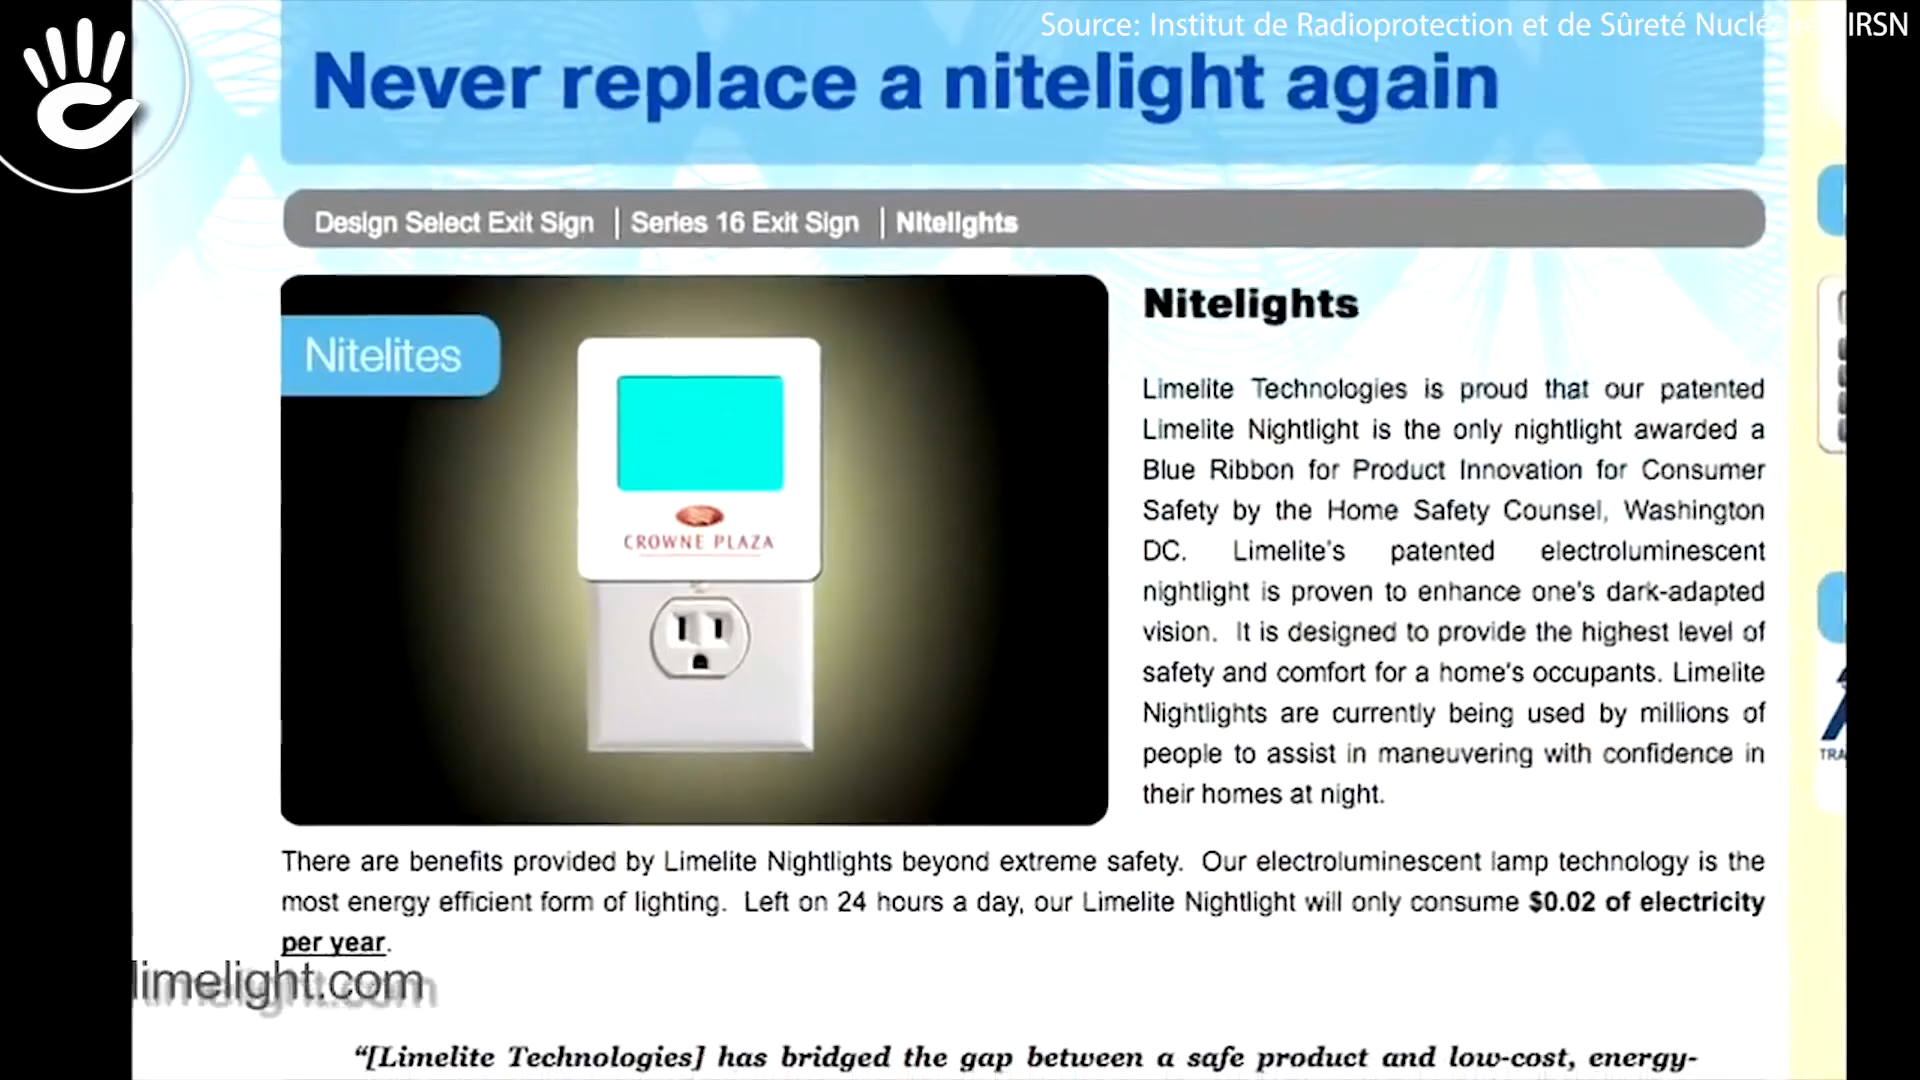 Source: Institut de Radioprotection et de Sûreté IRSN
Never replace a nitelight again
Design Select Exit Sign | Series 16 Exit Sign | Nitelights
Nitelites
CROWNE PLAZA
Nitelights
Limelite Technologies is proud that our patented
Limelite Nightlight is the only nightlight awarded a
Blue Ribbon for Product Innovation for Consumer
Safety by the Home Safety Counsel, Washington
DC. Limelite's patented electroluminescent
nightlight is proven to enhance one's dark-adapted
vision. It is designed to provide the highest level of
safety and comfort for a home's occupants. Limelite
Nightlights are currently being used by millions of
people to assist in maneuvering with confidence in
their homes at night.
There are benefits provided by Limelite Nightlights beyond extreme safety. Our electroluminescent lamp technology is the
most energy efficient form of lighting. Left on 24 hours a day, our Limelite Nightlight will only consume $0.02 of electricity
per year.
limelight.com
“[Limelite Technologies] has bridged the gap between a safe product and low-cost, energy-
TRA